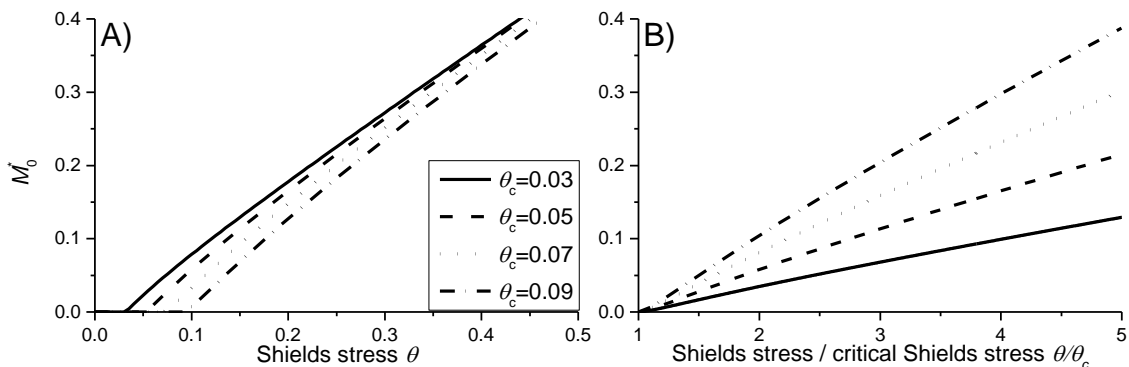 A)
0.4
0.3
0.2
0.1
0.0
M*0
0.0 0.1 0.2 0.3 0.4 0.5
Shields stress θ
θc=0.03
θc=0.05
θc=0.07
θc=0.09
B)
0.4
0.3
0.2
0.1
0.0
1 2 3 4 5
Shields stress / critical Shields stress θ/θc